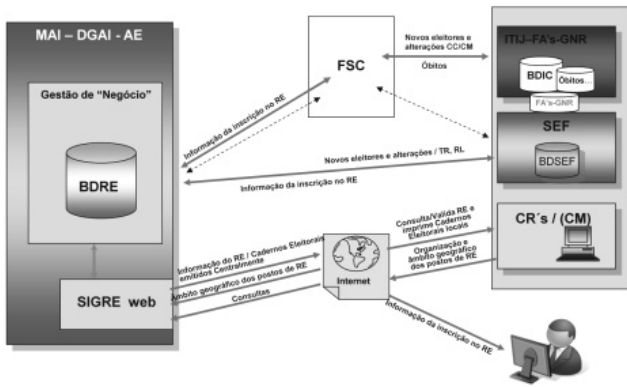 MAI – DGAI - AE
Gestão de “Negócio”
BDRE
SIGRE web
FSC
Novos eleitores e
alterações CC/CM
Óbitos
Informação da inscrição no RE
Novos eleitores e alterações / TR, RL
Informação da inscrição no RE
ITIJ–FA's-GNR
BDIC
Óbitos...
FA's-GNR
SEF
BDSEF
CR´s / (CM)
Consulta/Valida RE e
imprime Cadernos
Eleitorais locais
Organização e
âmbito geográfico
dos postos de RE
Informação do RE / Cadernos Eleitorais
emitidos Centralmente
Âmbito geográfico dos postos de RE
Consultas
Internet
Informação da inscrição no RE